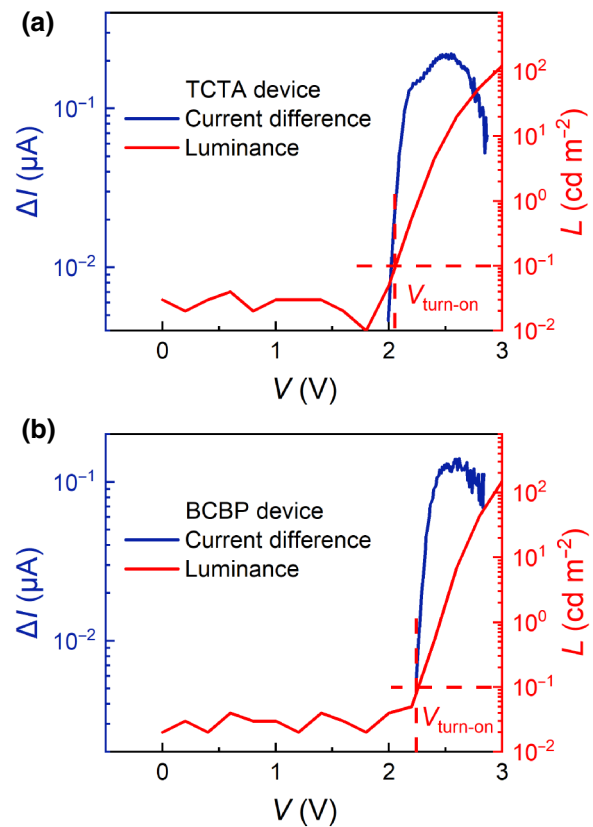 (a)
TCTA device
Current difference
Luminance
ΔI (μA)
10⁻¹
10⁻²
L (cd m⁻²)
10²
10¹
10⁰
10⁻¹
10⁻²
V_turn-on
0 1 2 3
V (V)
(b)
BCBP device
Current difference
Luminance
ΔI (μA)
10⁻¹
10⁻²
L (cd m⁻²)
10²
10¹
10⁰
10⁻¹
10⁻²
V_turn-on
0 1 2 3
V (V)